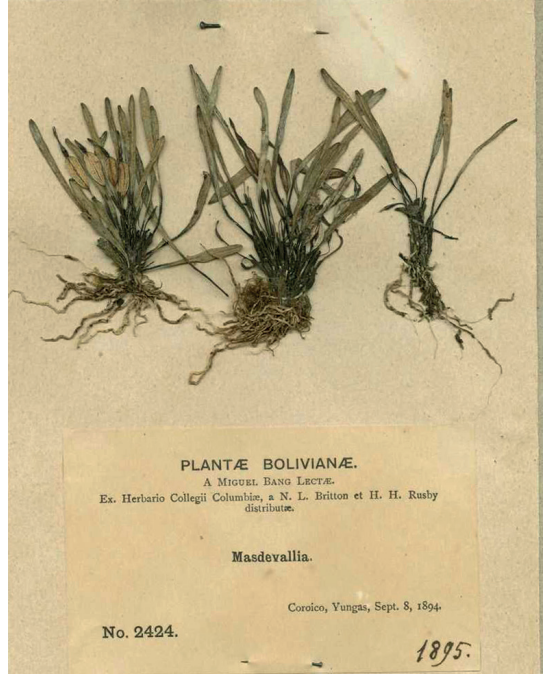 PLANTÆ BOLIVIANÆ.
A MIGUEL BANG LECTÆ.
Ex. Herbario Collegii Columbiæ, a N. L. Britton et H. H. Rusby
distributæ.
Masdevallia.
Coroico, Yungas, Sept. 8, 1894.
No. 2424.
1895.